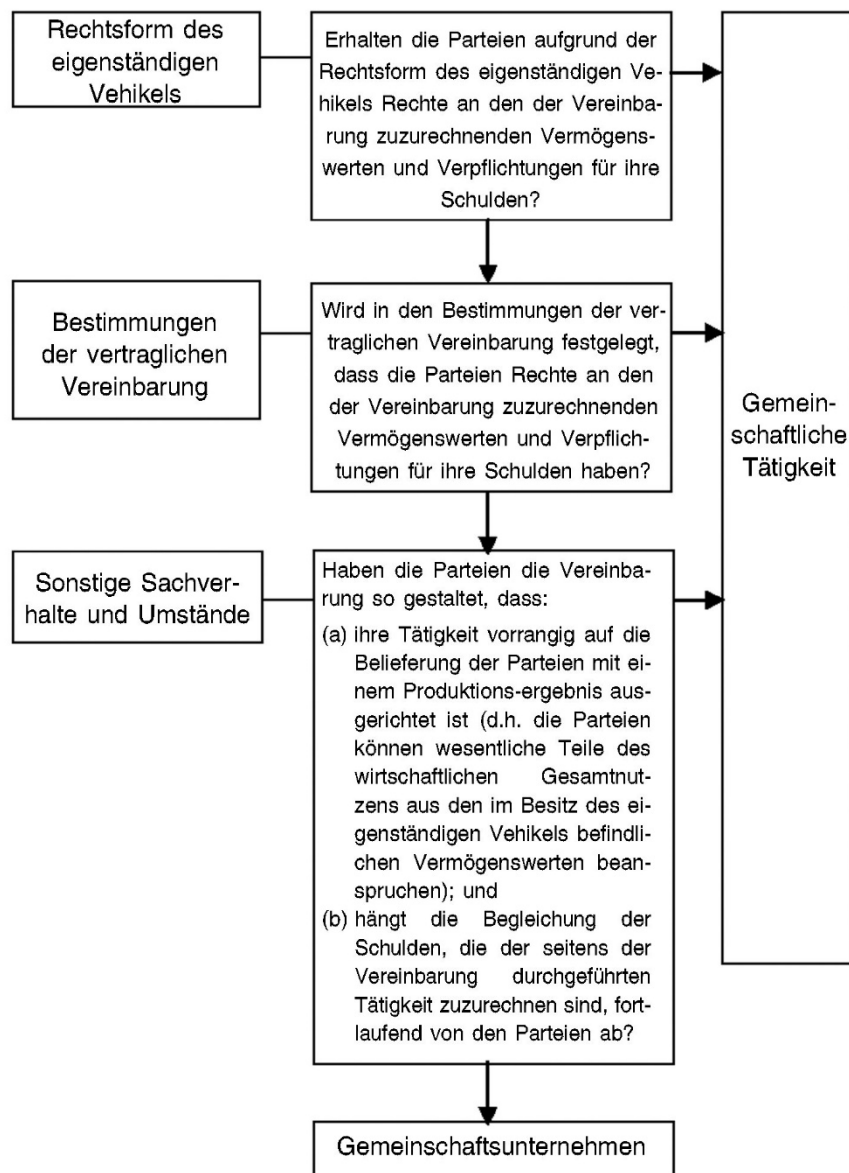 Rechtsform des
eigenständigen
Vehikels
Erhalten die Parteien aufgrund der
Rechtsform des eigenständigen Ve-
hikels Rechte an den der Vereinba-
rung zuzurechnenden Vermögens-
werten und Verpflichtungen für ihre
Schulden?
Bestimmungen
der vertraglichen
Vereinbarung
Wird in den Bestimmungen der ver-
traglichen Vereinbarung festgelegt,
dass die Parteien Rechte an den
der Vereinbarung zuzurechnenden
Vermögenswerten und Verpflich-
tungen für ihre Schulden haben?
Gemein-
schaftliche
Tätigkeit
Sonstige Sachver-
halte und Umstände
Haben die Parteien die Vereinba-
rung so gestaltet, dass:
(a) ihre Tätigkeit vorrangig auf die
Belieferung der Parteien mit ei-
nem Produktions-ergebnis aus-
gerichtet ist (d.h. die Parteien
können wesentliche Teile des
wirtschaftlichen Gesamtnut-
zens aus den im Besitz des ei-
genständigen Vehikels befindli-
chen Vermögenswerten bean-
spruchen); und
(b) hängt die Begleichung der
Schulden, die der seitens der
Vereinbarung durchgeführten
Tätigkeit zuzurechnen sind, fort-
laufend von den Parteien ab?
Gemeinschaftsunternehmen